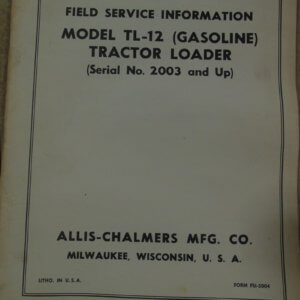 FIELD SERVICE INFORMATION
MODEL TL-12 (GASOLINE)
TRACTOR LOADER
(Serial No. 2003 and Up)
ALLIS-CHALMERS MFG. CO.
MILWAUKEE, WISCONSIN, U. S. A.
LITHO. IN U.S.A.
FORM FU-5004